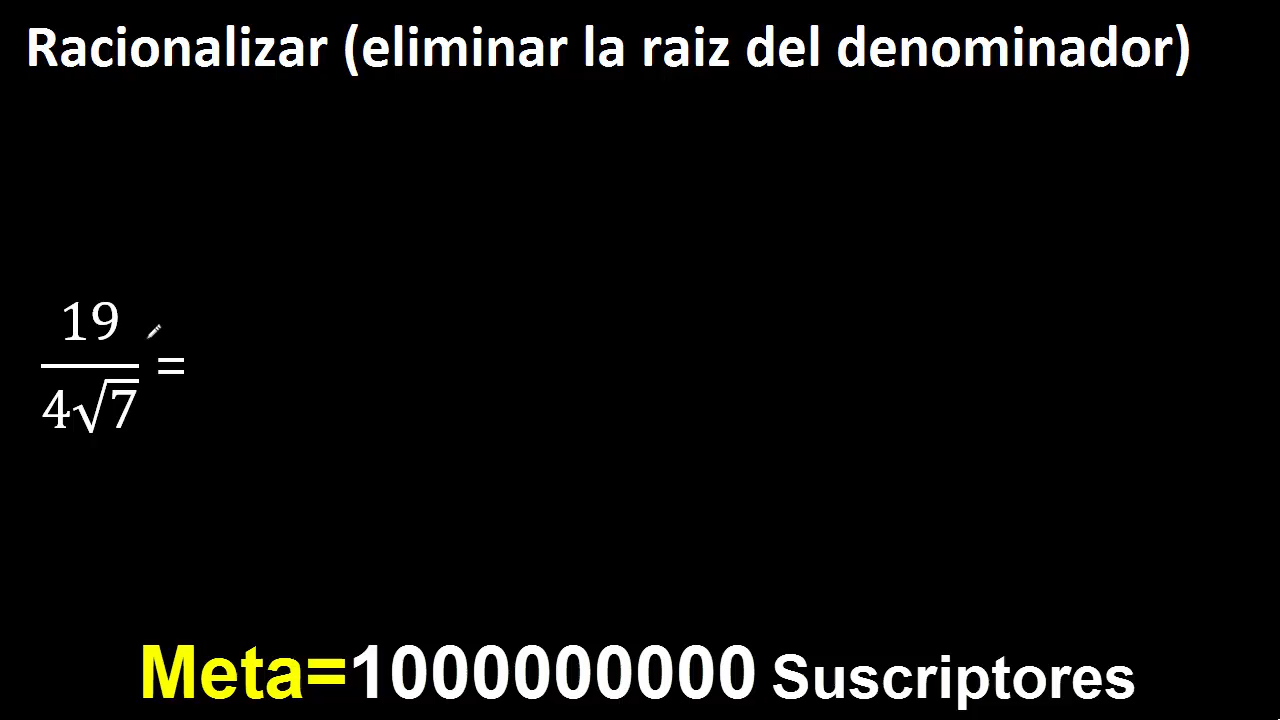 Racionalizar (eliminar la raiz del denominador)
19
4√7
=
Meta=1000000000 Suscriptores